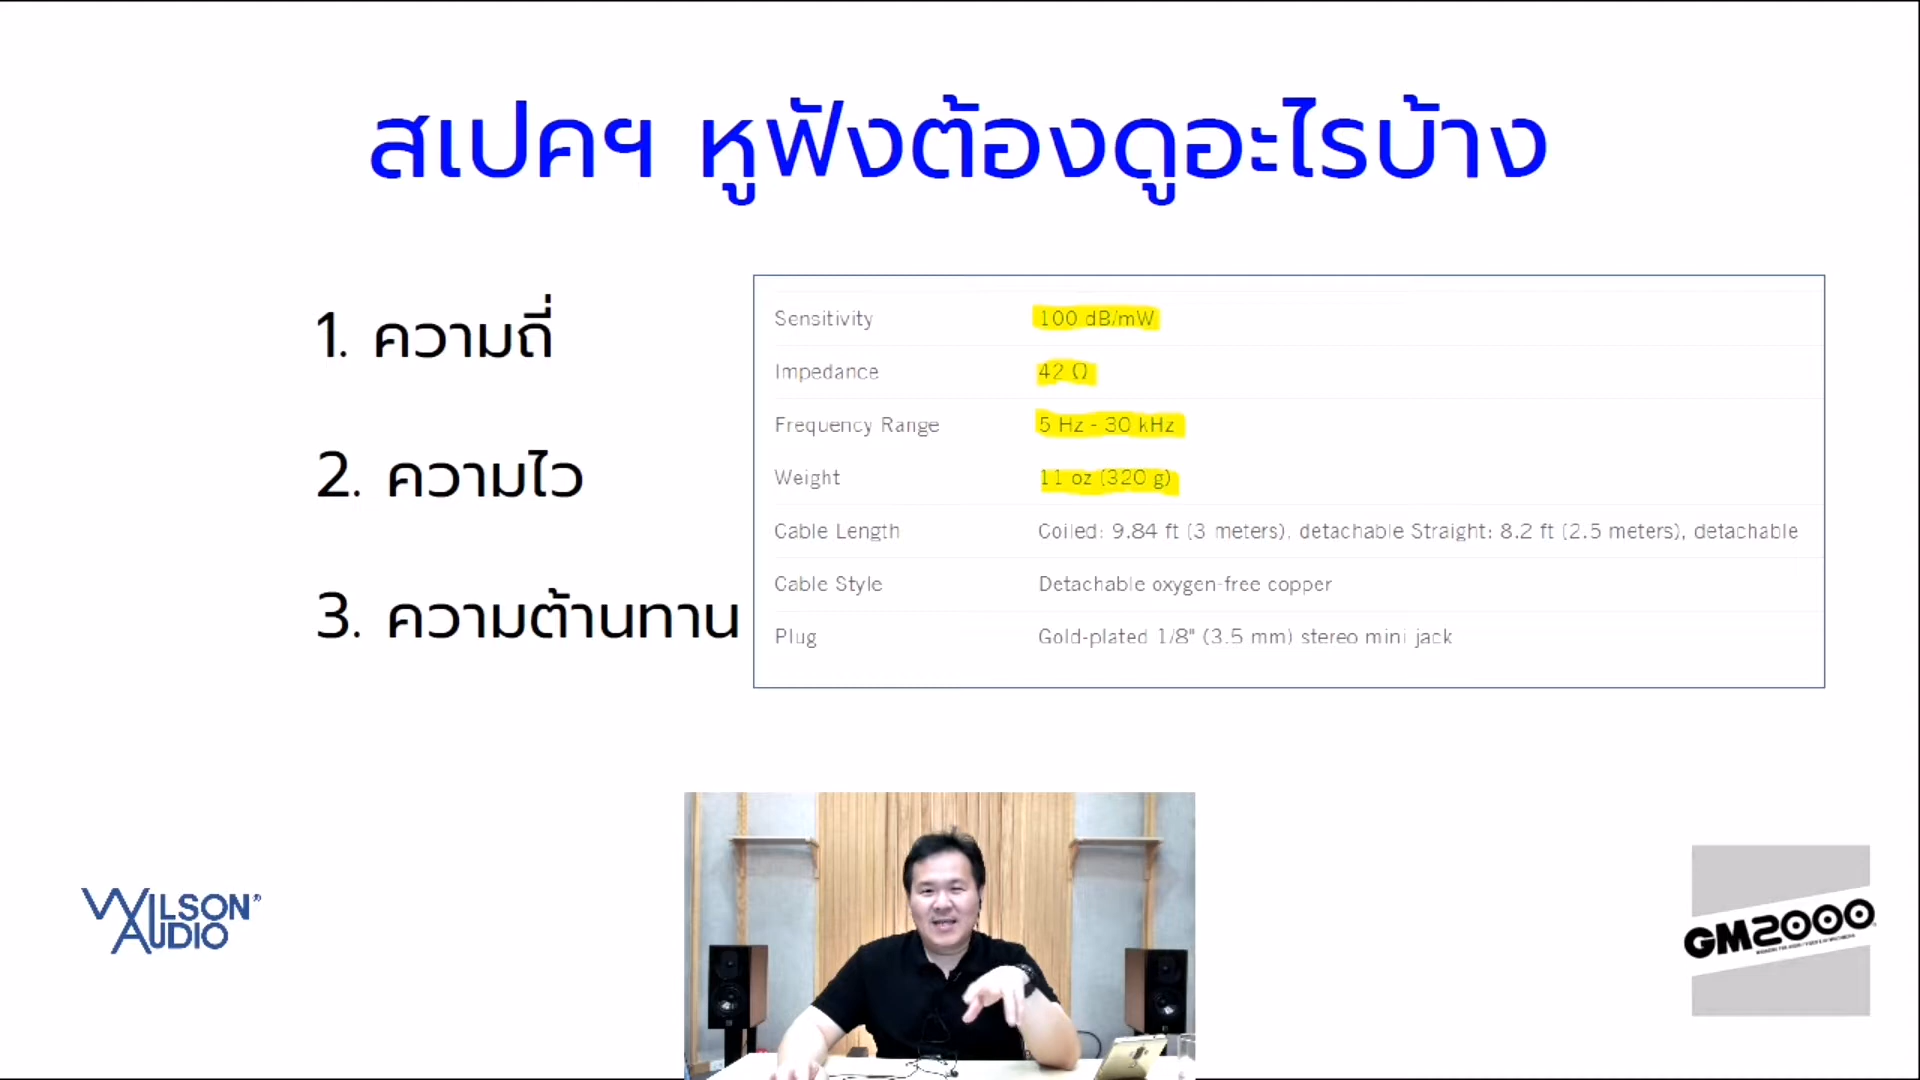 สเปคฯ หูฟังต้องดูอะไรบ้าง
1. ความถี่
2. ความไว
3. ความต้านทาน
Sensitivity 100 dB/mW
Impedance 42 Ω
Frequency Range 5 Hz - 30 kHz
Weight 11 oz (320 g)
Cable Length Coiled: 9.84 ft (3 meters), detachable Straight: 8.2 ft (2.5 meters), detachable
Cable Style Detachable oxygen-free copper
Plug Gold-plated 1/8" (3.5 mm) stereo mini jack
WILSON®
AUDIO
GM2000